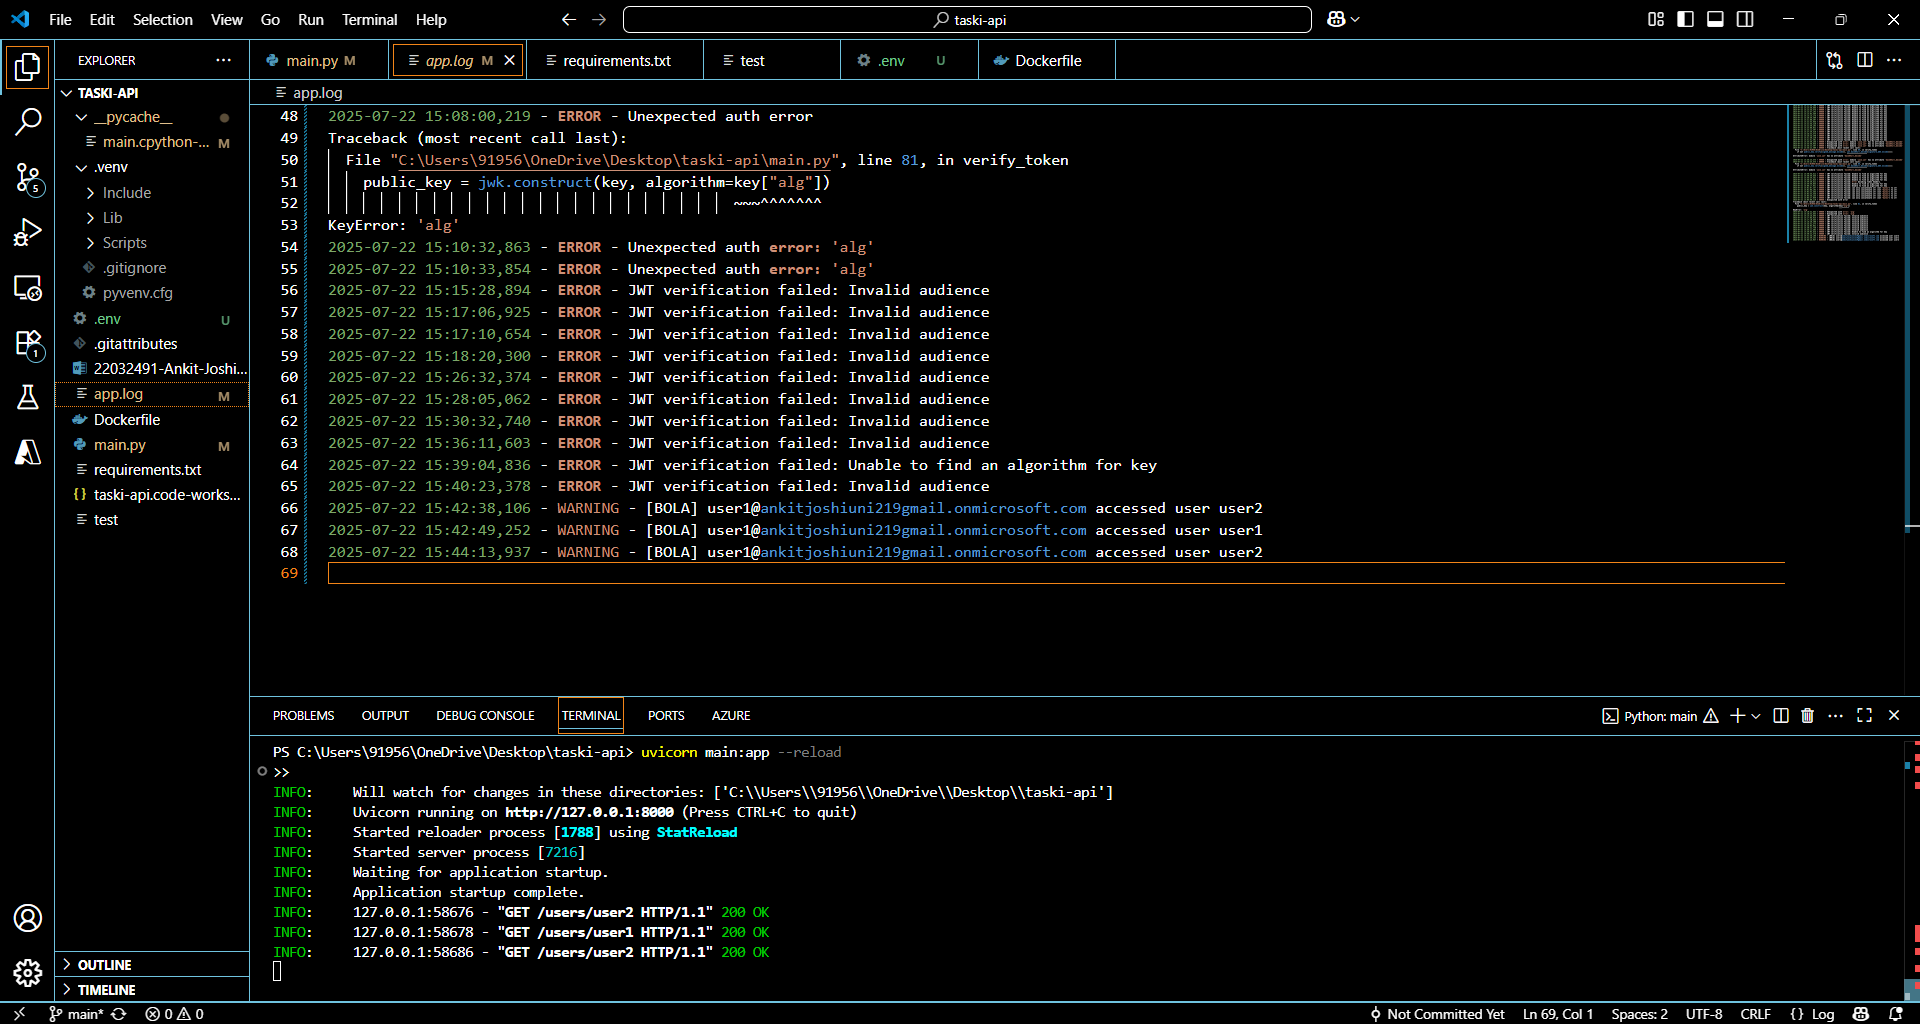 File Edit Selection View Go Run Terminal Help
taski-api
EXPLORER
main.py M
app.log M
requirements.txt
test
.env U
Dockerfile
TASKI-API
__pycache__
main.cpython-... M
.venv
Include
Lib
Scripts
.gitignore
pyvenv.cfg
.env U
.gitattributes
22032491-Ankit-Joshi...
app.log M
Dockerfile
main.py M
requirements.txt
{} taski-api.code-works...
test
5
1
OUTLINE
TIMELINE
app.log
48 2025-07-22 15:08:00,219 - ERROR - Unexpected auth error
49 Traceback (most recent call last):
50 File "C:\Users\91956\OneDrive\Desktop\taski-api\main.py", line 81, in verify_token
51 public_key = jwk.construct(key, algorithm=key["alg"])
52 ~~~^^^^^^^
53 KeyError: 'alg'
54 2025-07-22 15:10:32,863 - ERROR - Unexpected auth error: 'alg'
55 2025-07-22 15:10:33,854 - ERROR - Unexpected auth error: 'alg'
56 2025-07-22 15:15:28,894 - ERROR - JWT verification failed: Invalid audience
57 2025-07-22 15:17:06,925 - ERROR - JWT verification failed: Invalid audience
58 2025-07-22 15:17:10,654 - ERROR - JWT verification failed: Invalid audience
59 2025-07-22 15:18:20,300 - ERROR - JWT verification failed: Invalid audience
60 2025-07-22 15:26:32,374 - ERROR - JWT verification failed: Invalid audience
61 2025-07-22 15:28:05,062 - ERROR - JWT verification failed: Invalid audience
62 2025-07-22 15:30:32,740 - ERROR - JWT verification failed: Invalid audience
63 2025-07-22 15:36:11,603 - ERROR - JWT verification failed: Invalid audience
64 2025-07-22 15:39:04,836 - ERROR - JWT verification failed: Unable to find an algorithm for key
65 2025-07-22 15:40:23,378 - ERROR - JWT verification failed: Invalid audience
66 2025-07-22 15:42:38,106 - WARNING - [BOLA] user1@ankitjoshiuni219gmail.onmicrosoft.com accessed user user2
67 2025-07-22 15:42:49,252 - WARNING - [BOLA] user1@ankitjoshiuni219gmail.onmicrosoft.com accessed user user1
68 2025-07-22 15:44:13,937 - WARNING - [BOLA] user1@ankitjoshiuni219gmail.onmicrosoft.com accessed user user2
69
PROBLEMS OUTPUT DEBUG CONSOLE TERMINAL PORTS AZURE
Python: main
PS C:\Users\91956\OneDrive\Desktop\taski-api> uvicorn main:app --reload
>>
INFO: Will watch for changes in these directories: ['C:\\Users\\91956\\OneDrive\\Desktop\\taski-api']
INFO: Uvicorn running on http://127.0.0.1:8000 (Press CTRL+C to quit)
INFO: Started reloader process [1788] using StatReload
INFO: Started server process [7216]
INFO: Waiting for application startup.
INFO: Application startup complete.
INFO: 127.0.0.1:58676 - "GET /users/user2 HTTP/1.1" 200 OK
INFO: 127.0.0.1:58678 - "GET /users/user1 HTTP/1.1" 200 OK
INFO: 127.0.0.1:58686 - "GET /users/user2 HTTP/1.1" 200 OK
main* 0 0 Not Committed Yet Ln 69, Col 1 Spaces: 2 UTF-8 CRLF {} Log